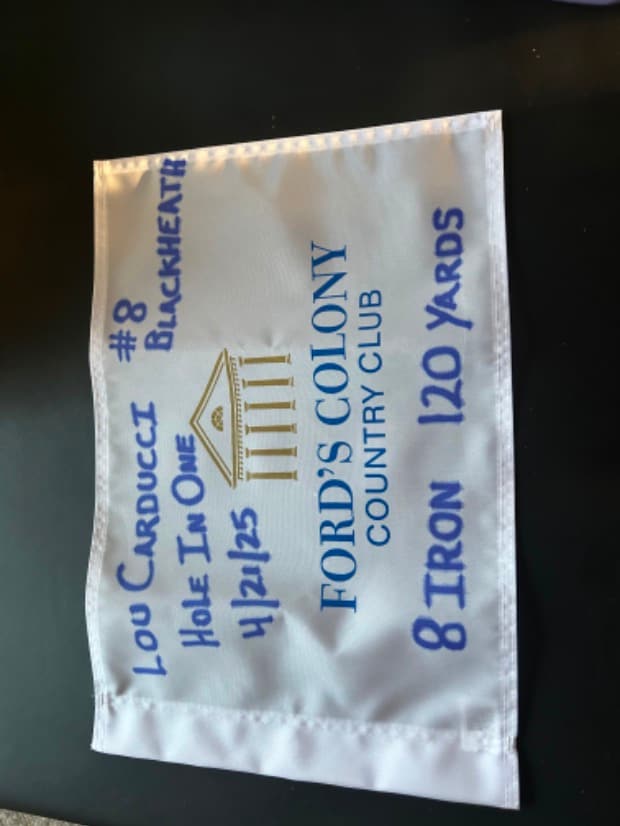 LOU CARDUCCI
HOLE IN ONE
4/21/25
#8
BLACKHEATH
FORD'S COLONY
COUNTRY CLUB
8 IRON 120 YARDS